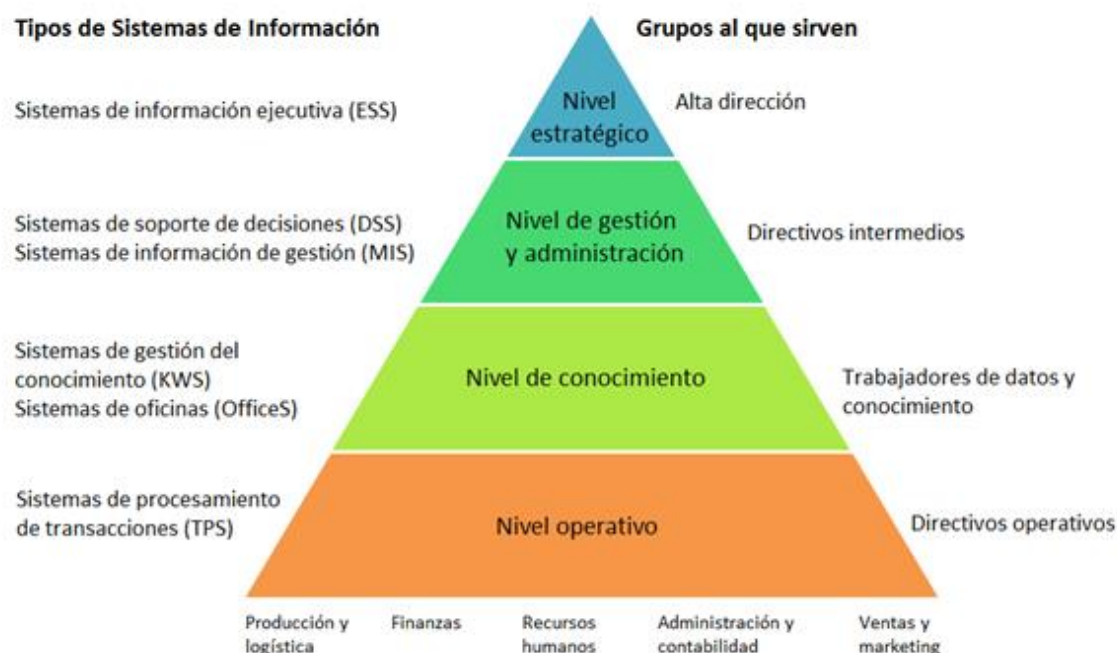 Tipos de Sistemas de Información
Grupos al que sirven
Sistemas de información ejecutiva (ESS)
Nivel
estratégico
Alta dirección
Sistemas de soporte de decisiones (DSS)
Sistemas de información de gestión (MIS)
Nivel de gestión
y administración
Directivos intermedios
Sistemas de gestión del
conocimiento (KWS)
Sistemas de oficinas (OfficeS)
Nivel de conocimiento
Trabajadores de datos y
conocimiento
Sistemas de procesamiento
de transacciones (TPS)
Nivel operativo
Directivos operativos
Producción y
logística
Finanzas
Recursos
humanos
Administración y
contabilidad
Ventas y
marketing